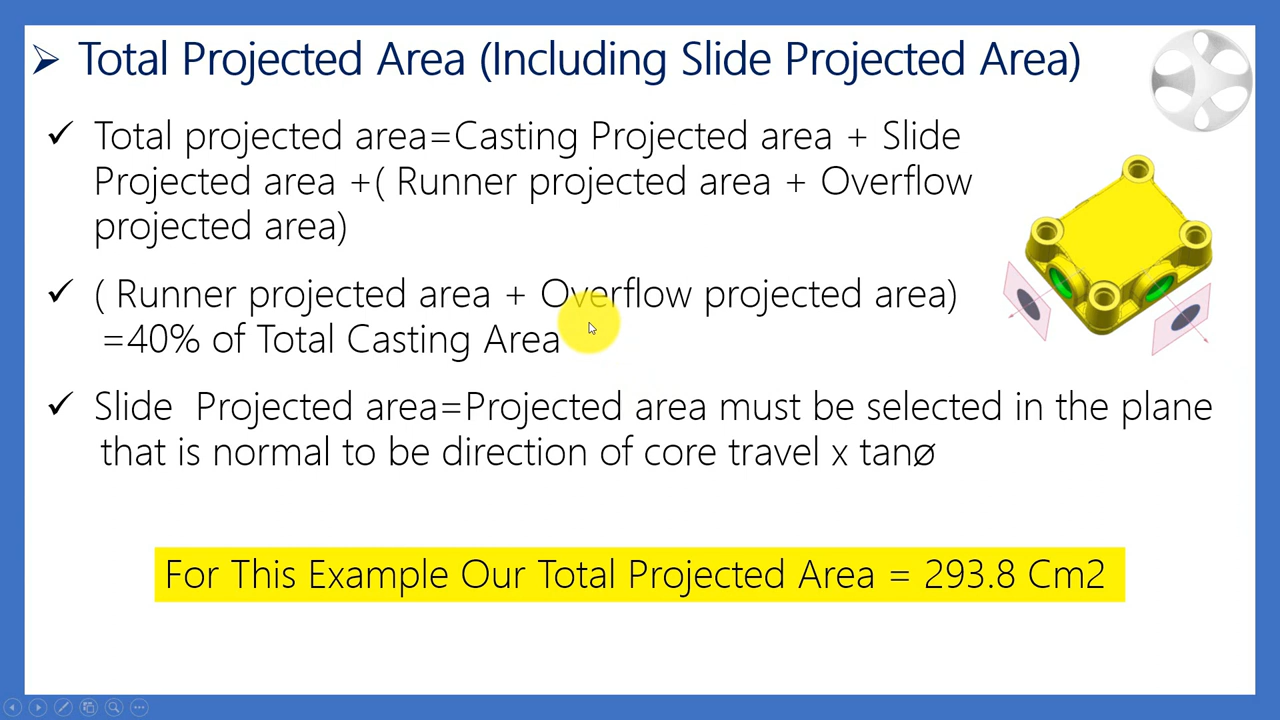 Total Projected Area (Including Slide Projected Area)
Total projected area=Casting Projected area + Slide
Projected area +( Runner projected area + Overflow
projected area)
( Runner projected area + Overflow projected area)
=40% of Total Casting Area
Slide Projected area=Projected area must be selected in the plane
that is normal to be direction of core travel x tanø
For This Example Our Total Projected Area = 293.8 Cm2